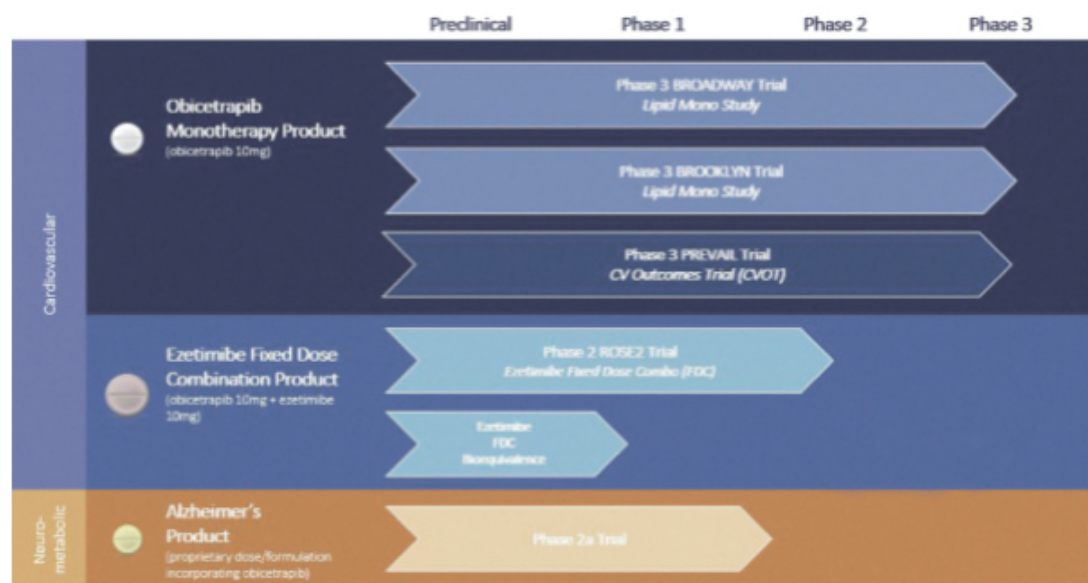 Preclinical Phase 1 Phase 2 Phase 3
Cardiovascular
Obicetrapib
Monotherapy Product
(obicetrapib 10mg)
Phase 3 BROADWAY Trial
Lipid Mono Study
Phase 3 BROOKLYN Trial
Lipid Mono Study
Phase 3 PREVAIL Trial
CV Outcomes Trial (CVOT)
Ezetimibe Fixed Dose
Combination Product
(obicetrapib 10mg + ezetimibe
10mg)
Phase 2 ROSE2 Trial
Ezetimibe Fixed Dose Combo (FDC)
Ezetimibe
FDC
Bioequivalence
Neuro-
metabolic
Alzheimer's
Product
(proprietary dose/formulation
incorporating obicetrapib)
Phase 2a Trial